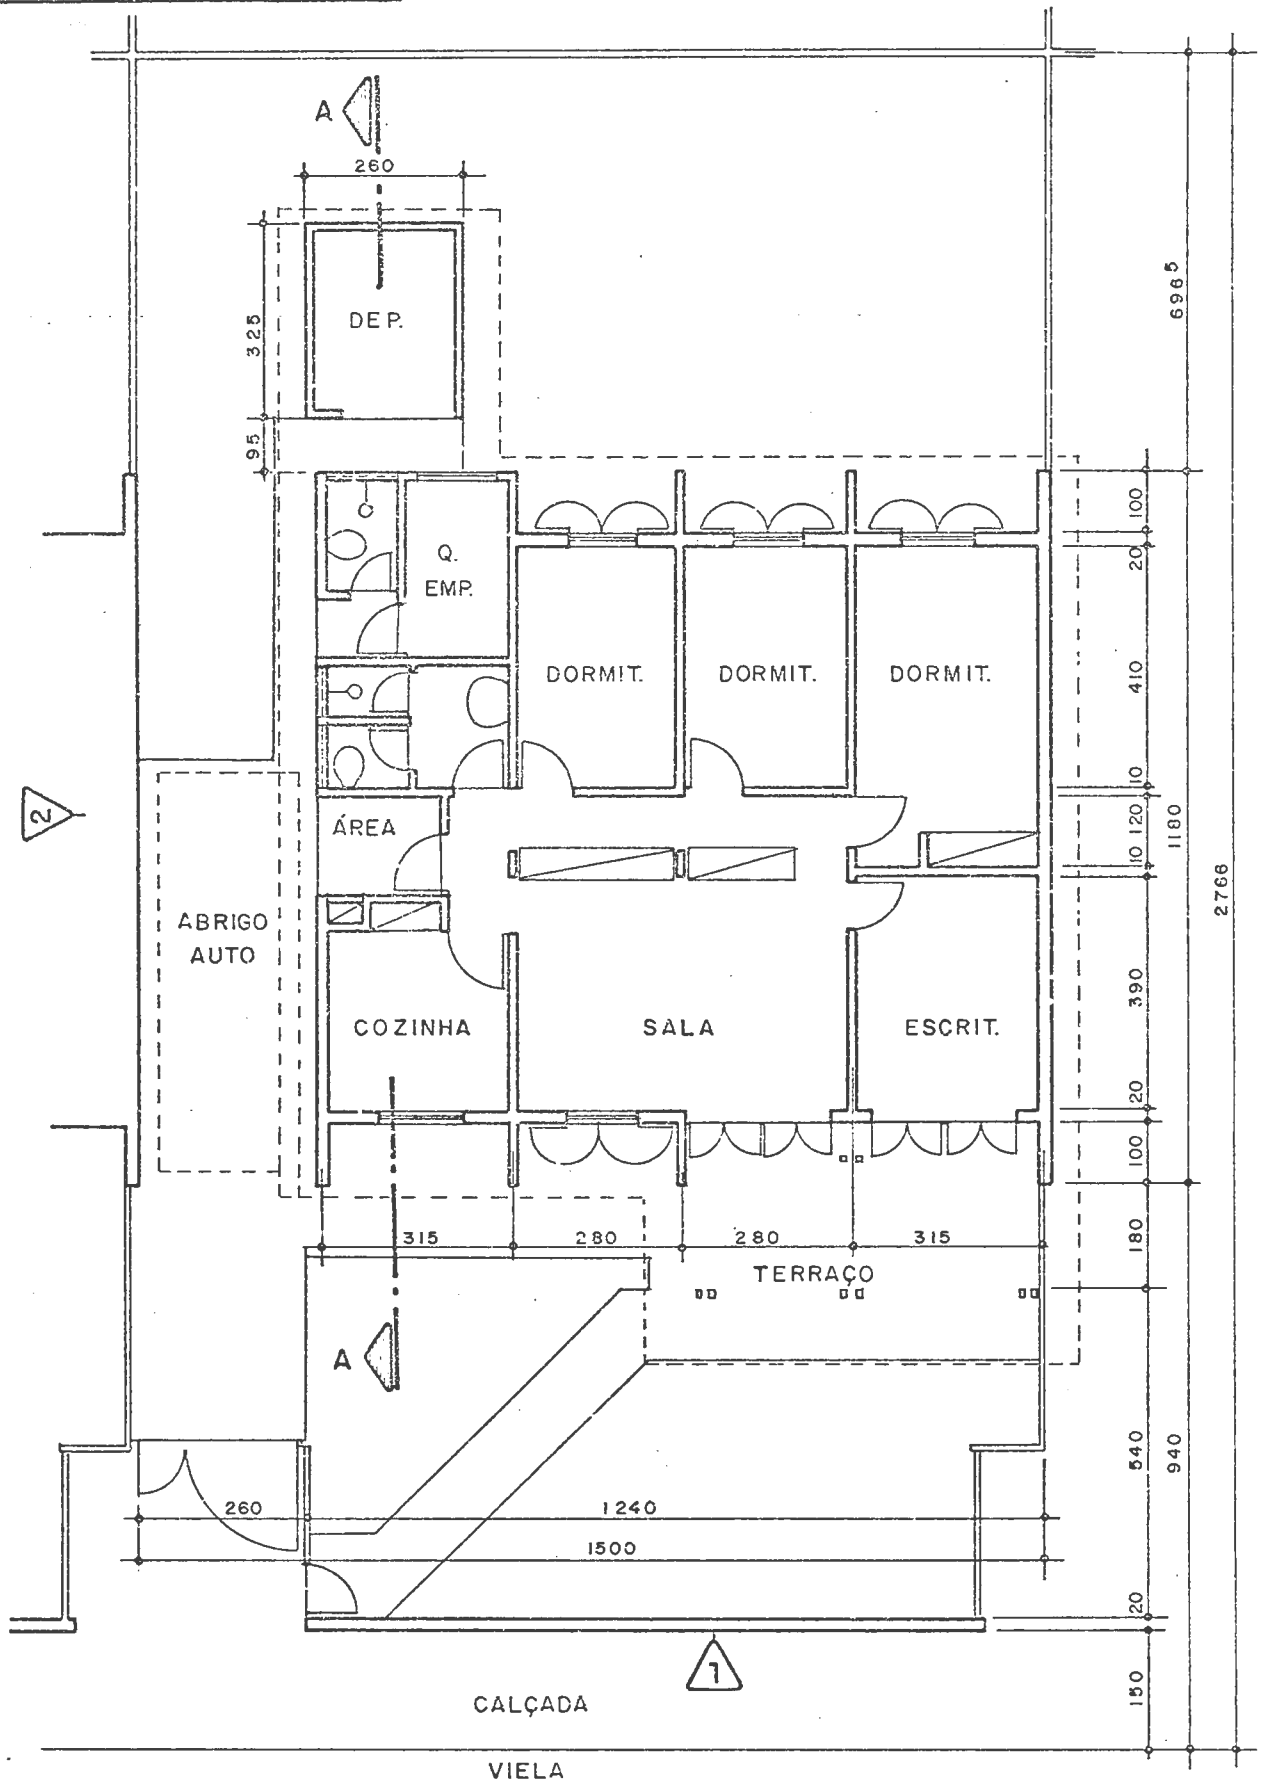 A
260
DEP.
325
95
6965
100
20
Q.
EMP.
DORMIT.
DORMIT.
DORMIT.
410
10
120
10
1180
2766
2
ÁREA
ABRIGO
AUTO
COZINHA
SALA
ESCRIT.
390
20
100
315
280
280
315
180
TERRAÇO
A
540
940
260
1240
1500
20
1
150
CALÇADA
VIELA